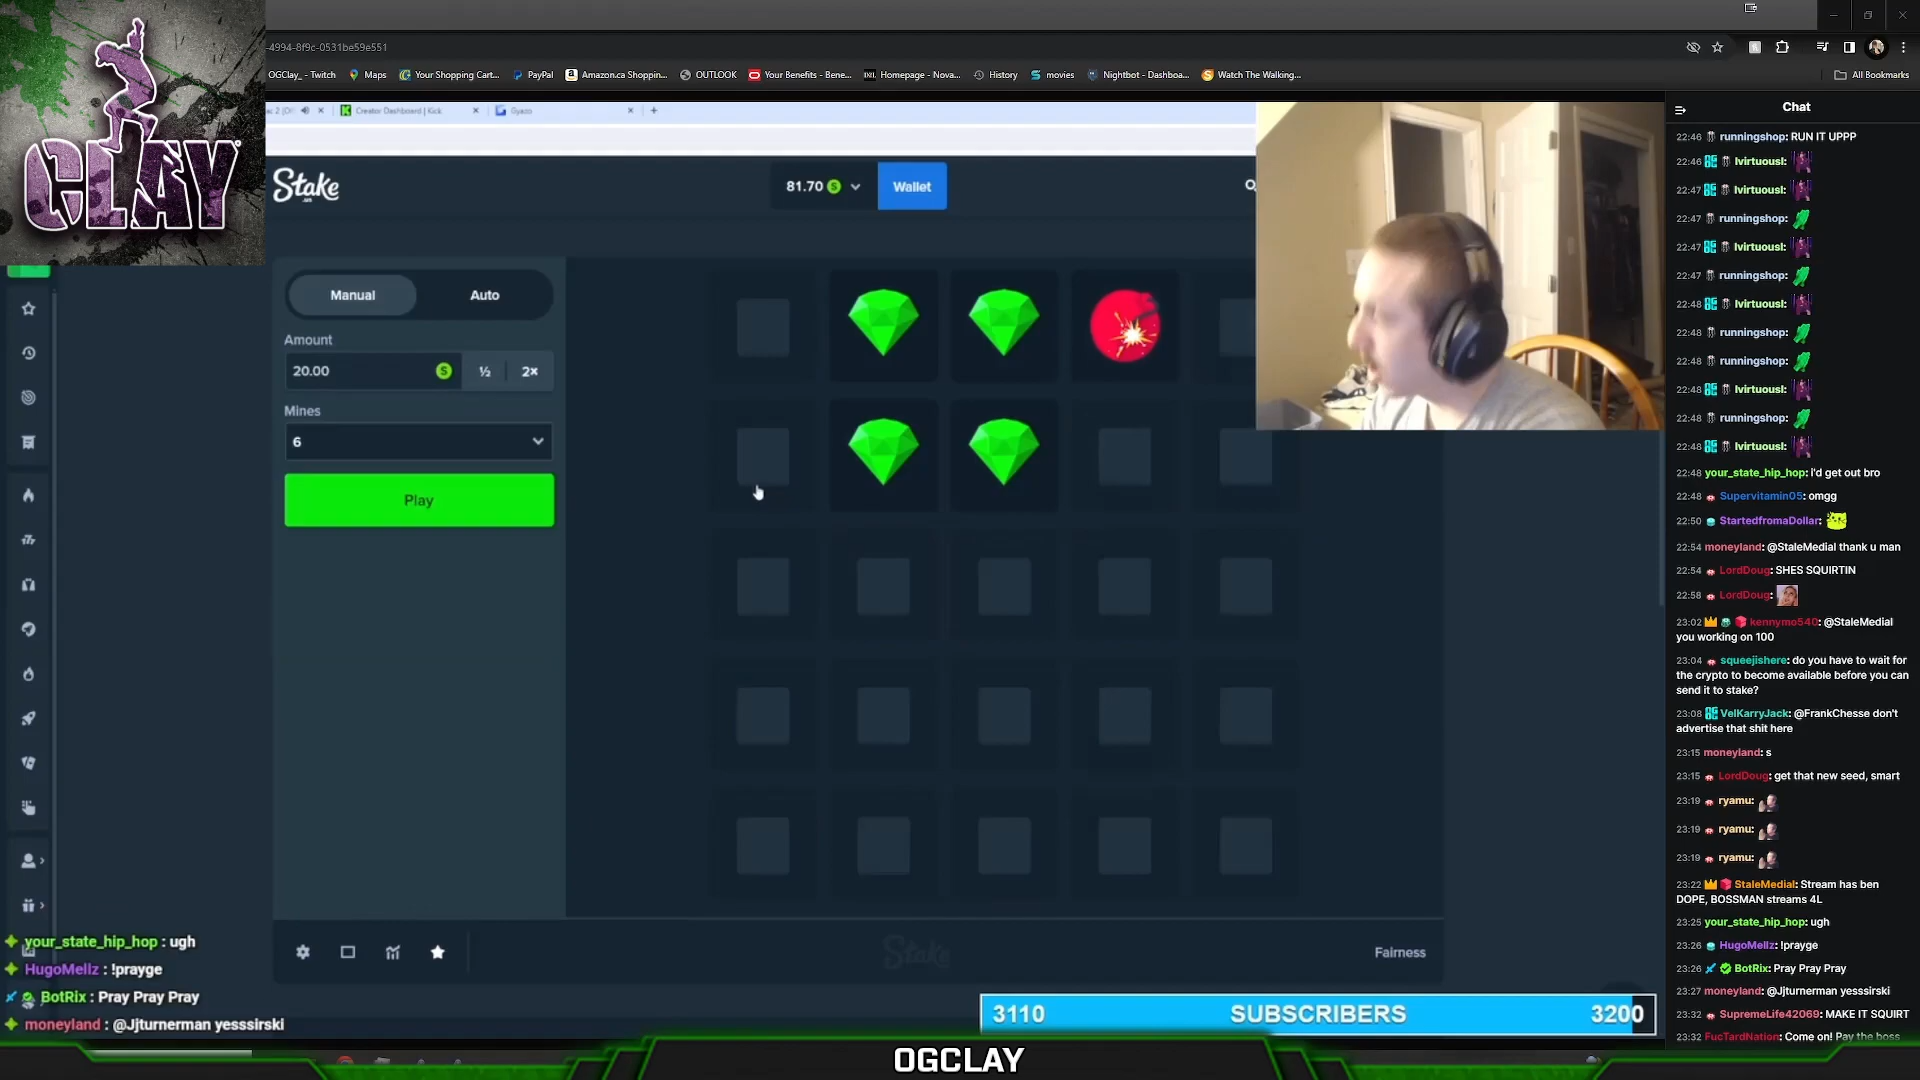 CLAY
-4994-8f9c-0531be59e551
OGClay_ - Twitch
Maps
Your Shopping Cart...
PayPal
Amazon.ca Shoppin...
OUTLOOK
Your Benefits - Bene...
Homepage - Nova...
History
movies
Nightbot - Dashboa...
Watch The Walking...
All Bookmarks
Creator Dashboard | Kick
Gyazo
Stake
81.70
Wallet
Manual
Auto
Amount
20.00
½
2×
Mines
6
Play
Stake
Fairness
your_state_hip_hop : ugh
HugoMellz : !prayge
BotRix : Pray Pray Pray
moneyland : @Jjturnerman yesssirski
3110 SUBSCRIBERS 3200
OGCLAY
Chat
22:46 runningshop: RUN IT UPPP
22:46 lvirtuousl:
22:47 lvirtuousl:
22:47 runningshop:
22:47 lvirtuousl:
22:47 runningshop:
22:48 lvirtuousl:
22:48 runningshop:
22:48 runningshop:
22:48 lvirtuousl:
22:48 runningshop:
22:48 lvirtuousl:
22:48 your_state_hip_hop: i'd get out bro
22:48 Supervitamin05: omgg
22:50 StartedfromaDollar:
22:54 moneyland: @StaleMedial thank u man
22:54 LordDoug: SHES SQUIRTIN
22:58 LordDoug:
23:02 kennymo540: @StaleMedial
you working on 100
23:04 squeejishere: do you have to wait for
the crypto to become available before you can
send it to stake?
23:08 VelKarryJack: @FrankChesse don't
advertise that shit here
23:15 moneyland: s
23:15 LordDoug: get that new seed, smart
23:19 ryamu:
23:19 ryamu:
23:19 ryamu:
23:22 StaleMedial: Stream has ben
DOPE, BOSSMAN streams 4L
23:25 your_state_hip_hop: ugh
23:26 HugoMellz: !prayge
23:26 BotRix: Pray Pray Pray
23:27 moneyland: @Jjturnerman yesssirski
23:32 SupremeLife42069: MAKE IT SQUIRT
23:32 FucTardNation: Come on! Pay the boss